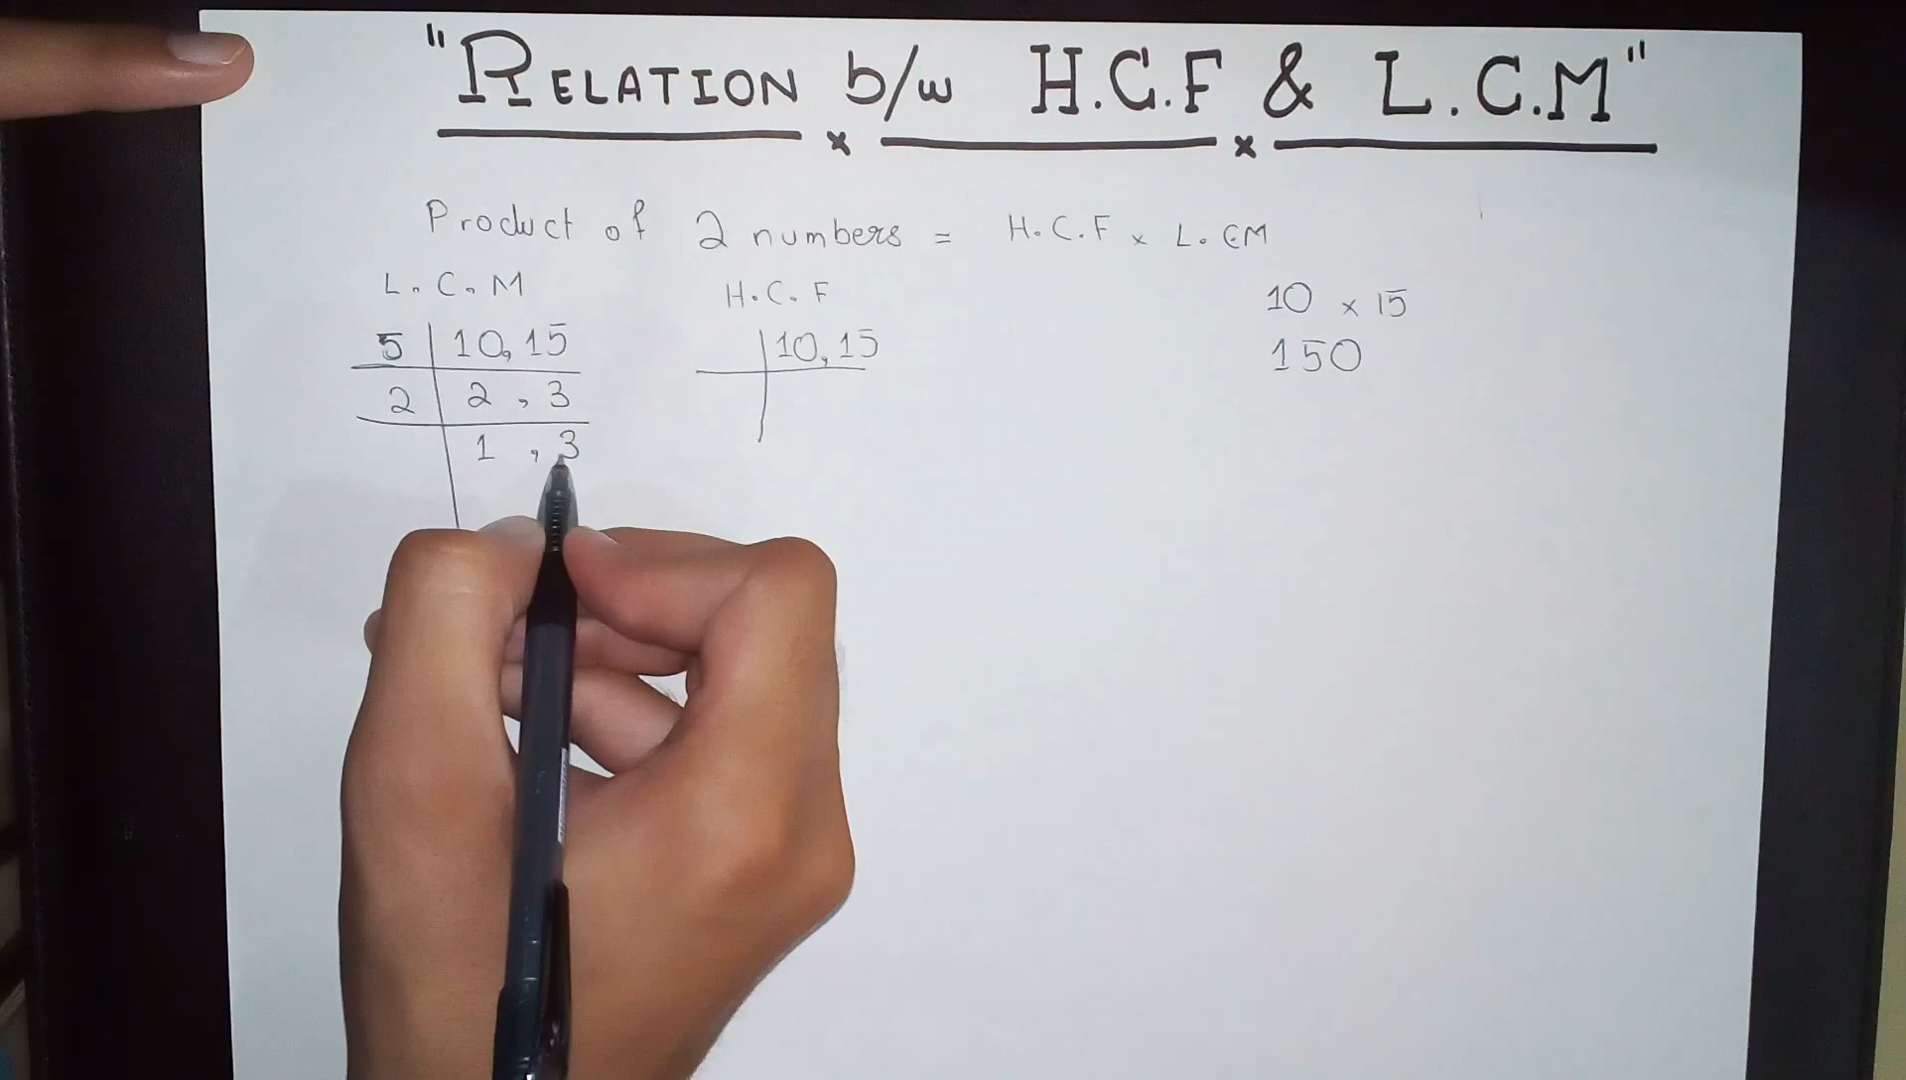 "RELATION b/w H.C.F & L.C.M"
x x
Product of 2 numbers = H.C.F x L.CM
L.C.M
5 | 10, 15
2 | 2, 3
1, 3
H.C.F
10, 15
10 x 15
150